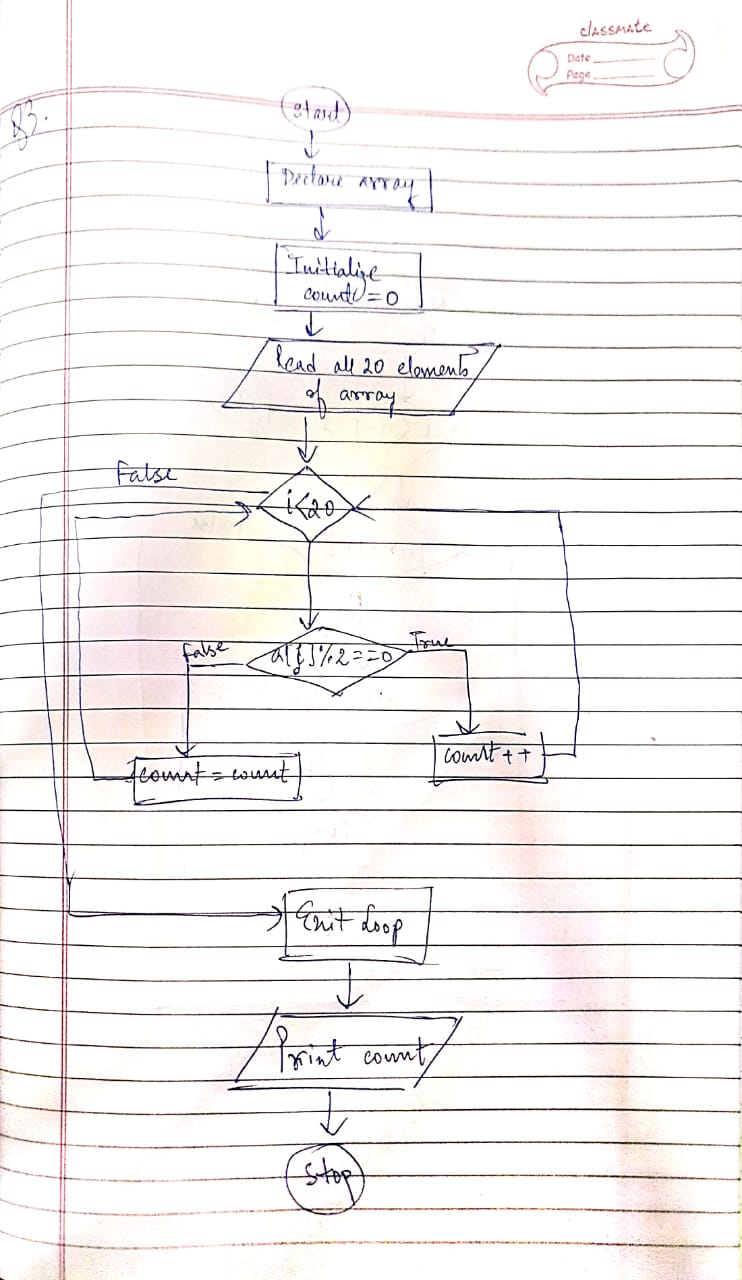 classmate
Date
Page
Q3.
Start
Declare array
Initialize
count = 0
Read all 20 elements
of array
False
i<20
False
a[i]%2==0
True
count = count
count++
Exit Loop
Print count
Stop